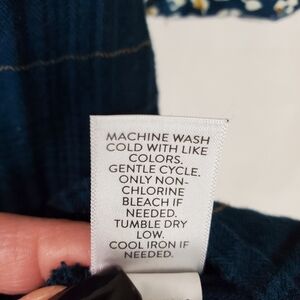 MACHINE WASH
COLD WITH LIKE
COLORS.
GENTLE CYCLE.
ONLY NON-
CHLORINE
BLEACH IF
NEEDED.
TUMBLE DRY
LOW.
COOL IRON IF
NEEDED.